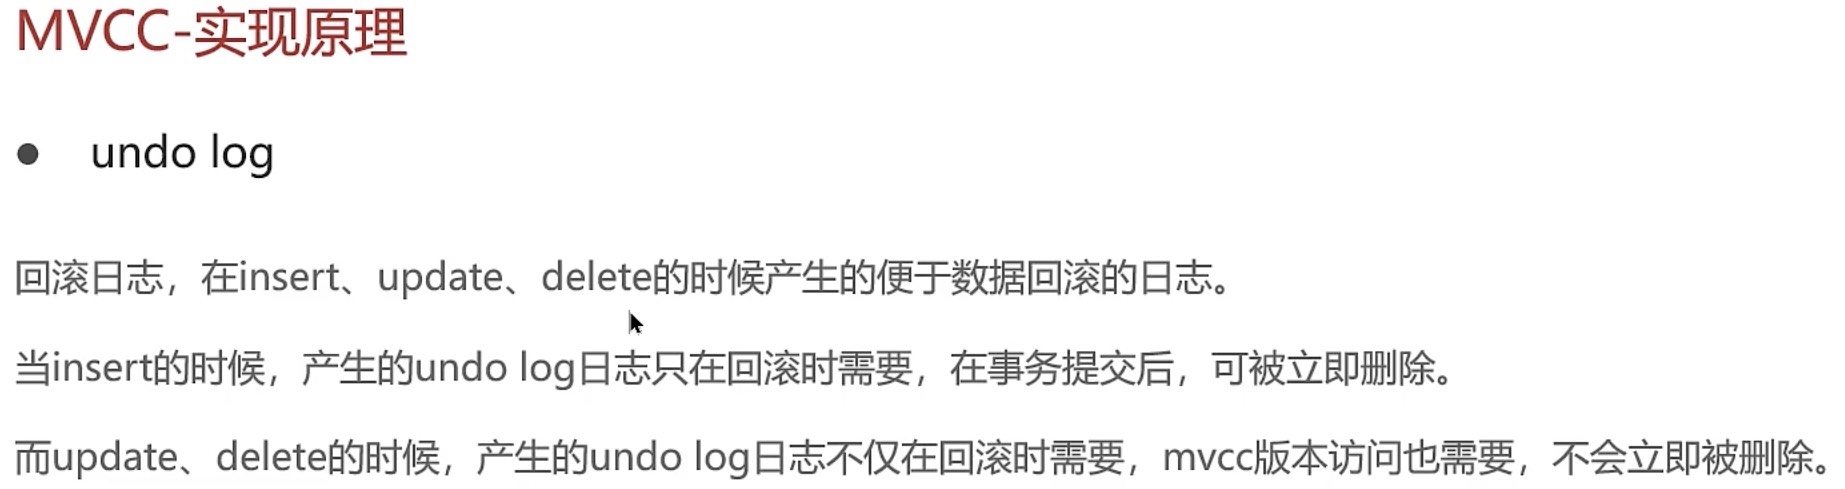 MVCC-实现原理
undo log
回滚日志，在insert、update、delete的时候产生的便于数据回滚的日志。
当insert的时候，产生的undo log日志只在回滚时需要，在事务提交后，可被立即删除。
而update、delete的时候，产生的undo log日志不仅在回滚时需要，mvcc版本访问也需要，不会立即被删除。